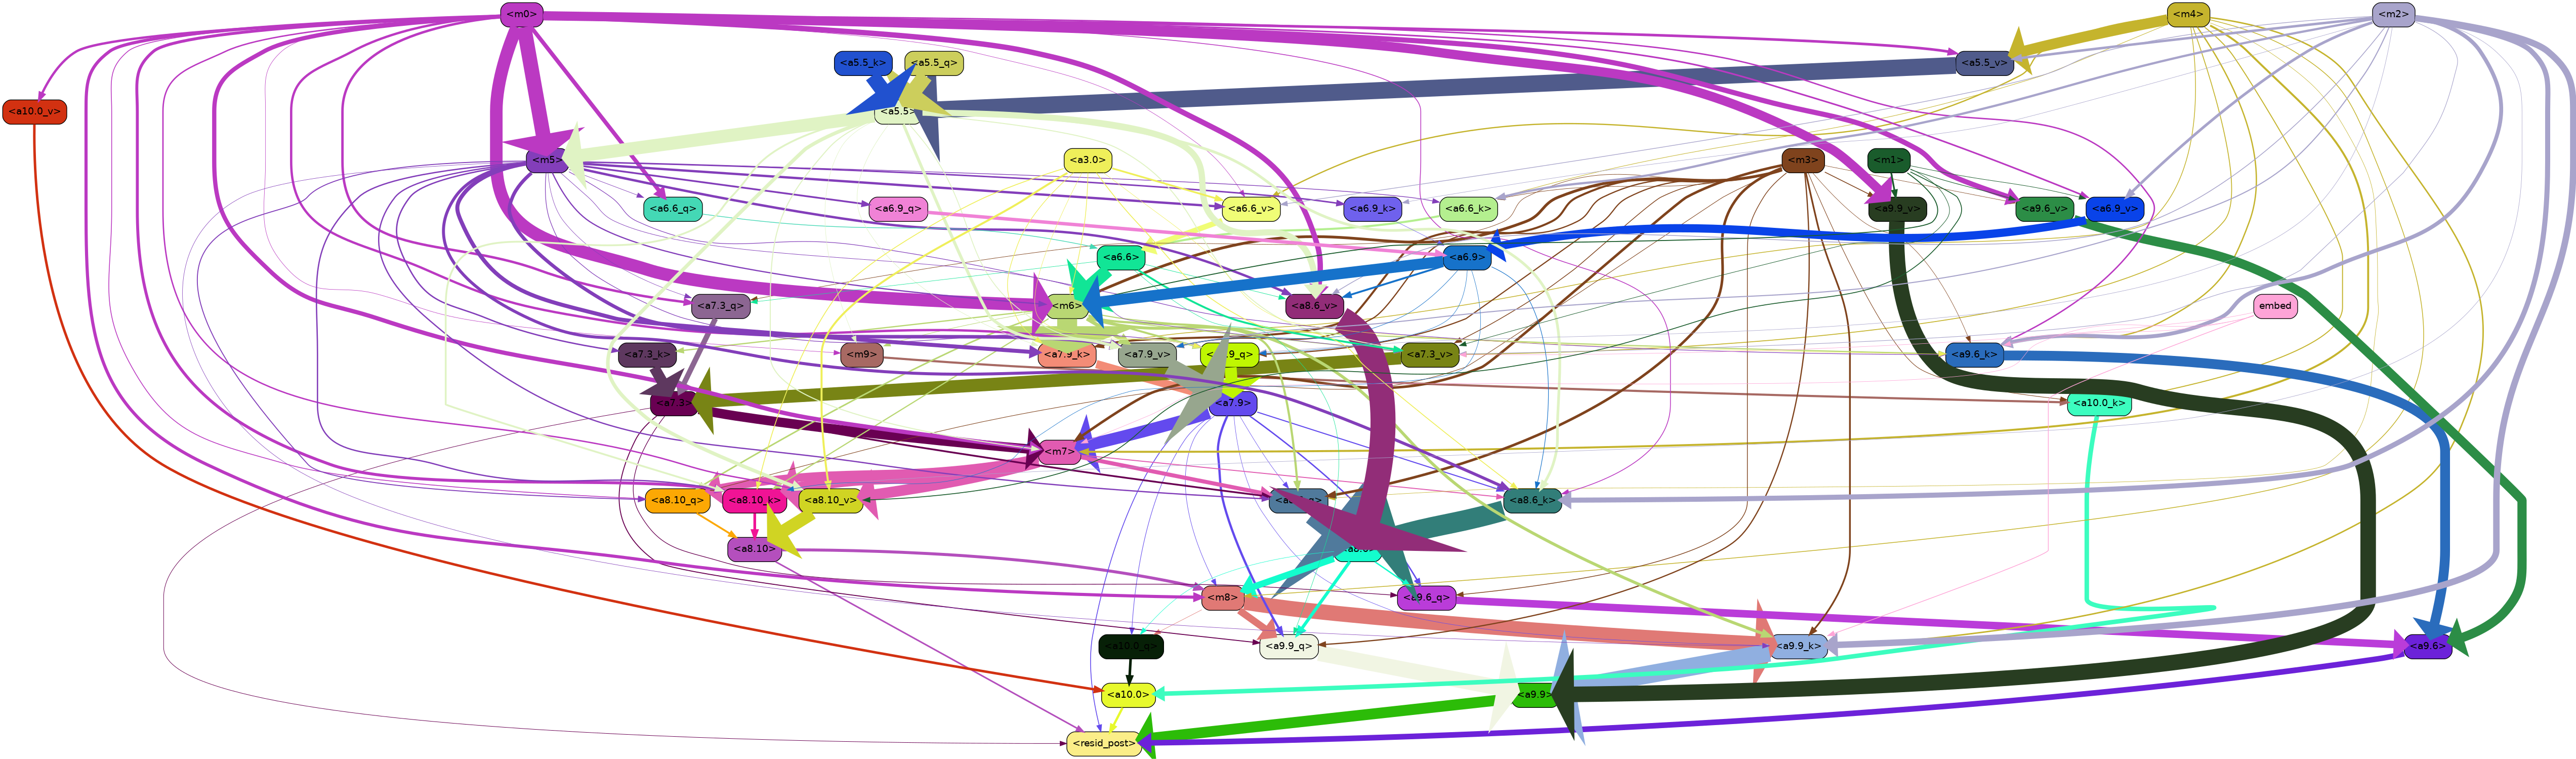 <m0>
<m4>
<m2>
<a5.5_k>
<a5.5_q>
<a5.5_v>
<a10.0_v>
<a5.5>
<m5>
<a3.0>
<m3>
<m1>
<a6.6_q>
<a6.9_q>
<a6.6_v>
<a6.9_k>
<a6.6_k>
<a9.9_v>
<a9.6_v>
<a6.9_v>
<a6.6>
<a6.9>
<a7.3_q>
<m6>
<a8.6_v>
embed
<a7.3_k>
<m9>
<a7.9_k>
<a7.9_v>
<a7.3_v>
<a9.6_k>
<a7.3>
<a7.9>
<a10.0_k>
<m7>
<a8.10_q>
<a8.10_k>
<a8.10_v>
<a8.6_k>
<a8.10>
<m8>
<a9.6_q>
<a10.0_q>
<a9.9_q>
<a9.9_k>
<a9.6>
<a10.0>
<a9.9>
<resid_post>